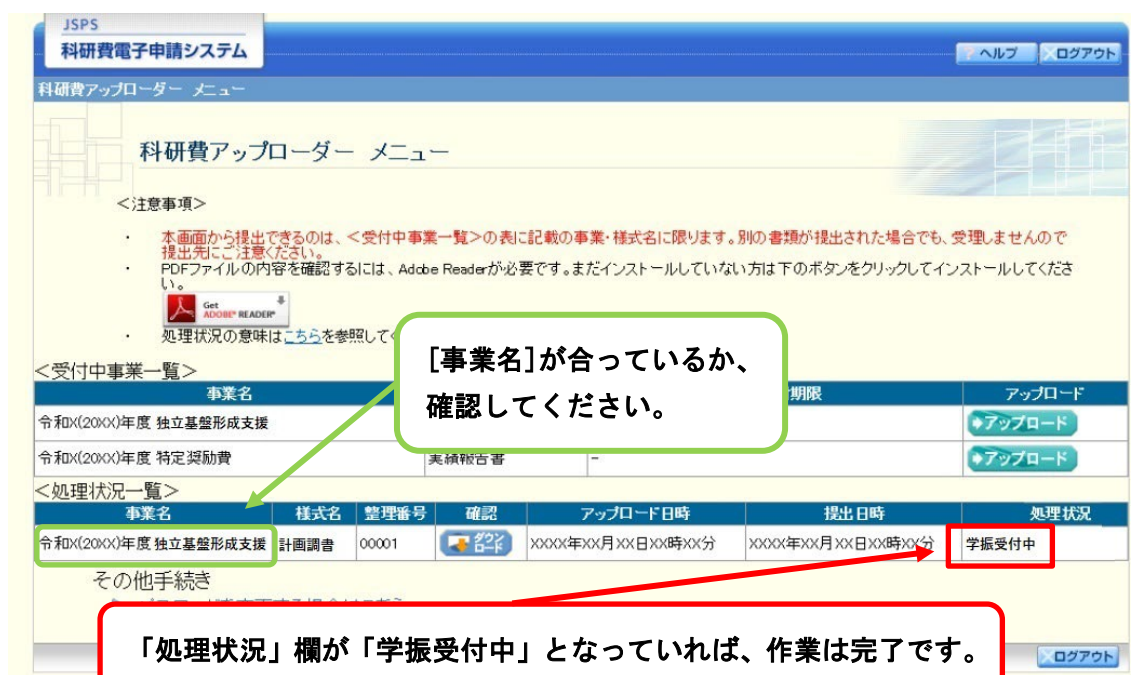 JSPS
科研費電子申請システム
ヘルプ ログアウト
科研費アップローダー メニュー
科研費アップローダー メニュー
<注意事項>
・ 本画面から提出できるのは、<受付中事業一覧>の表に記載の事業・様式名に限ります。別の書類が提出された場合でも、受理しませんので
提出先にご注意ください。
・ PDFファイルの内容を確認するには、Adobe Readerが必要です。まだインストールしていない方は下のボタンをクリックしてインストールしてくださ
い。
Get
ADOBE® READER®
・ 処理状況の意味はこちらを参照して
[事業名]が合っているか、
確認してください。
<受付中事業一覧>
事業名 期限 アップロード
令和X(20XX)年度 独立基盤形成支援 アップロード
令和X(20XX)年度 特定奨励費 実績報告書 - アップロード
<処理状況一覧>
事業名 様式名 整理番号 確認 アップロード日時 提出日時 処理状況
令和X(20XX)年度 独立基盤形成支援 計画調書 00001 ダウンロード XXXX年XX月XX日XX時XX分 XXXX年XX月XX日XX時XX分 学振受付中
その他手続き
「処理状況」欄が「学振受付中」となっていれば、作業は完了です。
ログアウト